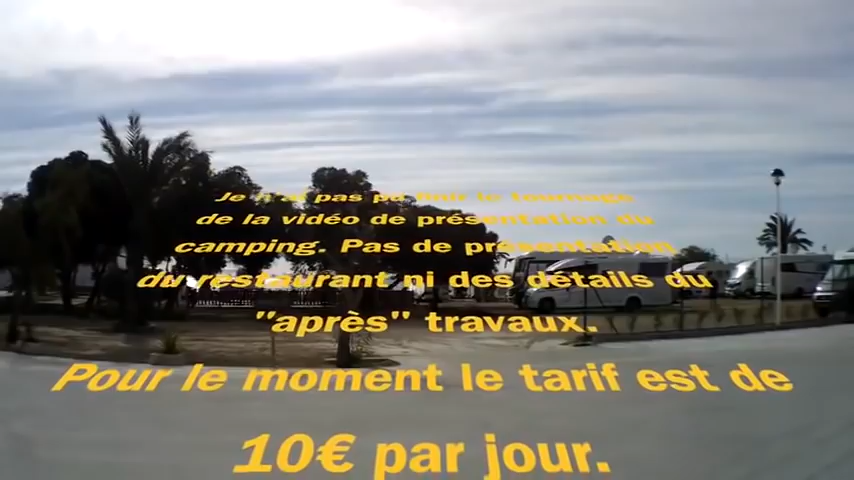 Je n'ai pas pu finir le tournage
de la vidéo de présentation du
camping. Pas de présentation
du restaurant ni des détails du
"après" travaux.
Pour le moment le tarif est de
10€ par jour.